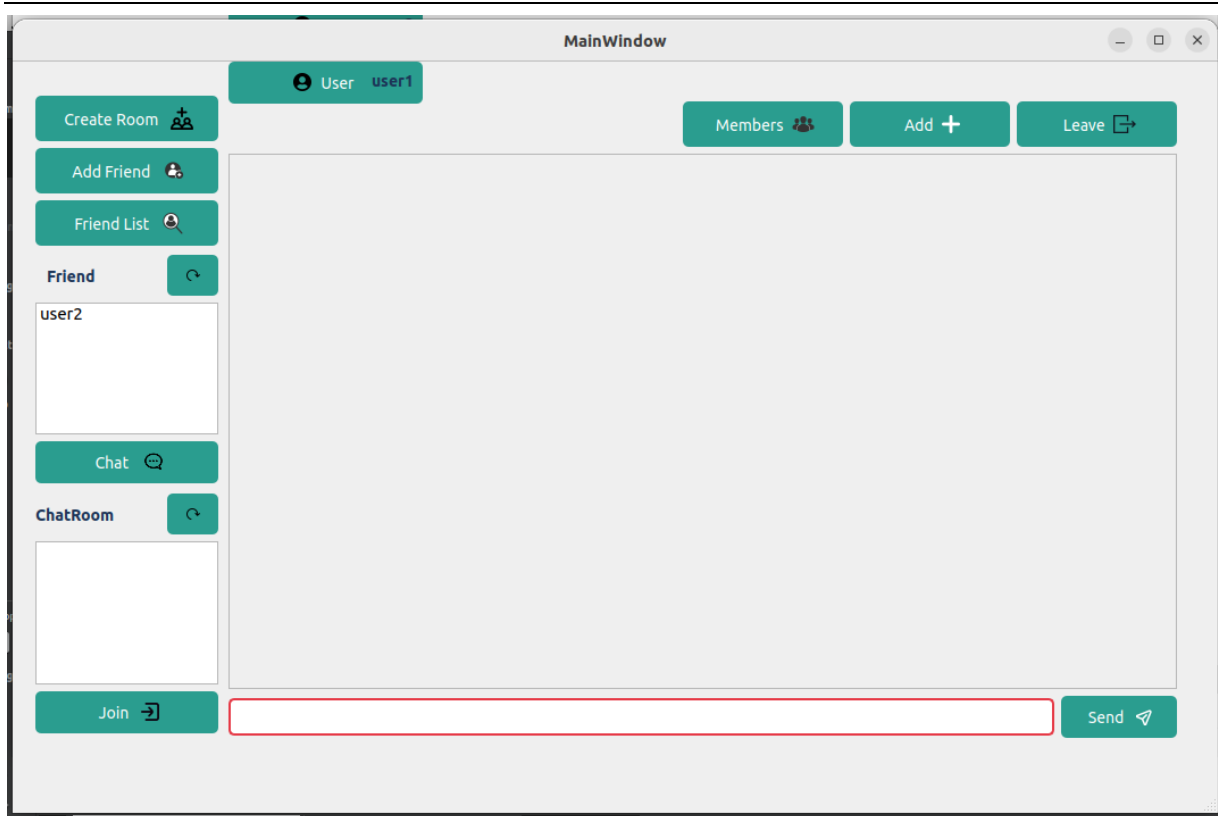 MainWindow
User user1
Create Room
Members
Add
Leave
Add Friend
Friend List
Friend
user2
Chat
ChatRoom
Join
Send